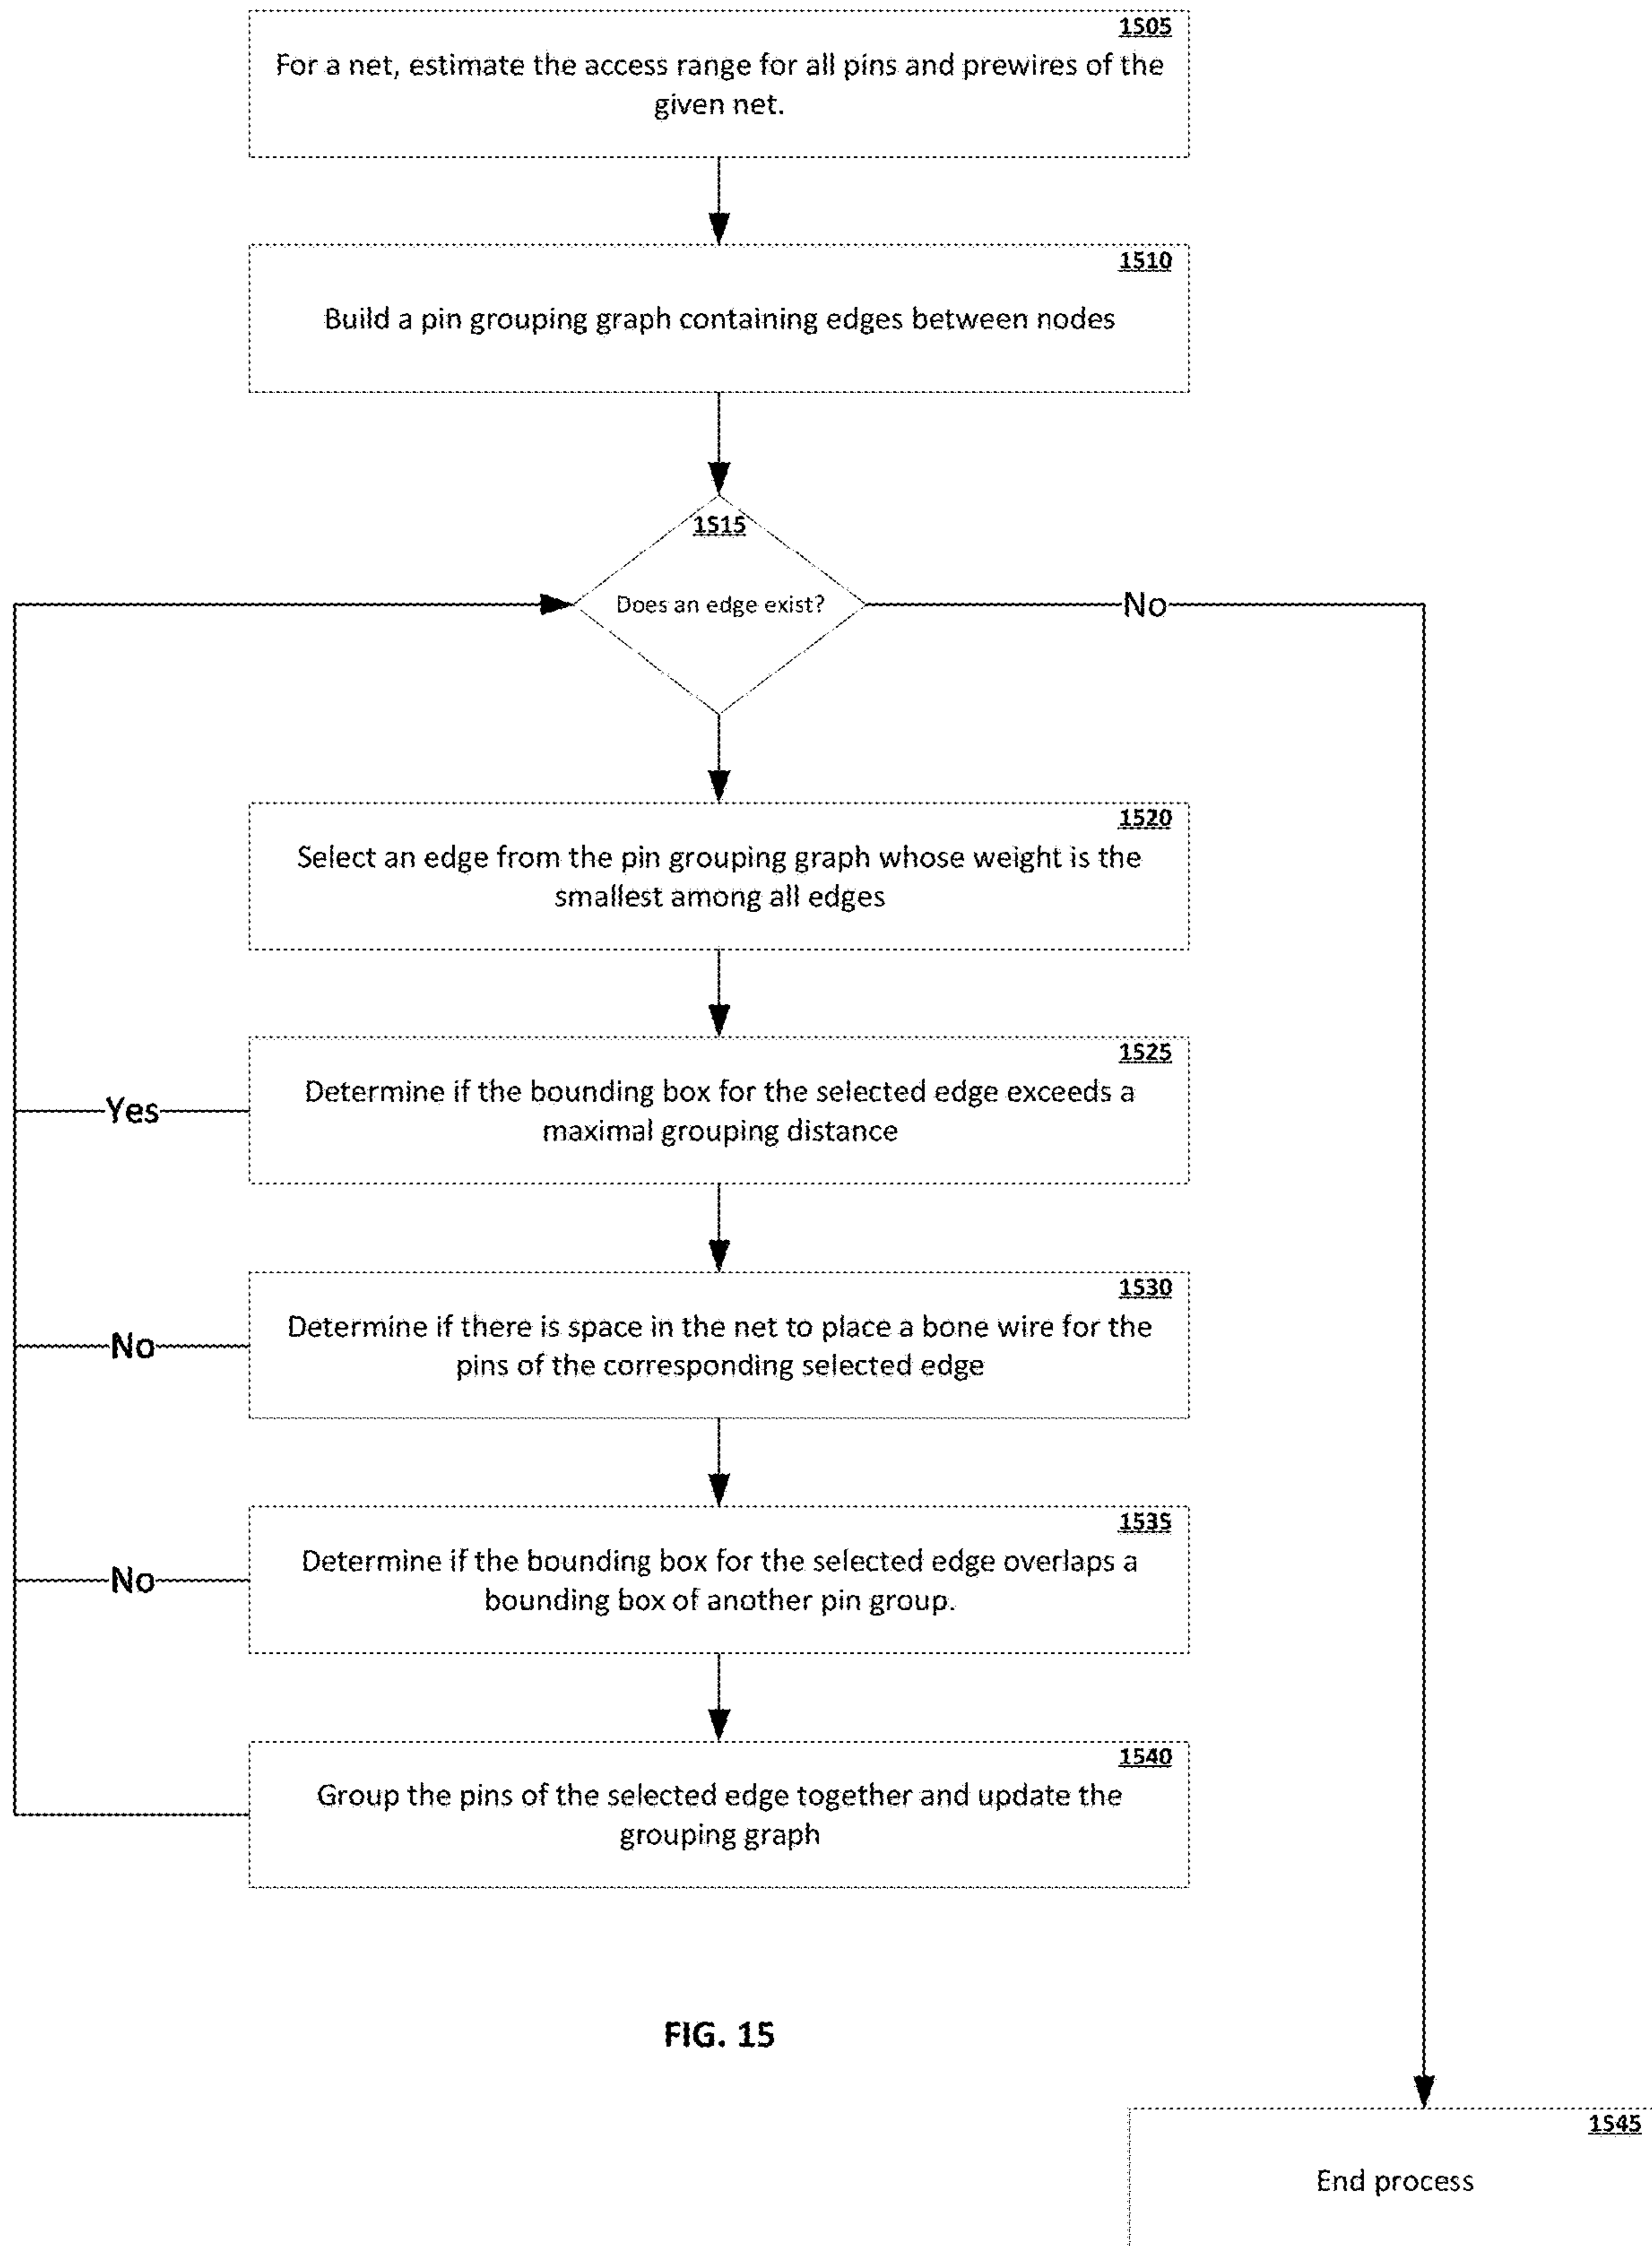 1505
For a net, estimate the access range for all pins and prewires of the
given net.
1510
Build a pin grouping graph containing edges between nodes
1515
Does an edge exist?
No
1520
Select an edge from the pin grouping graph whose weight is the
smallest among all edges
1525
Determine if the bounding box for the selected edge exceeds a
maximal grouping distance
Yes
1530
Determine if there is space in the net to place a bone wire for the
pins of the corresponding selected edge
No
1535
Determine if the bounding box for the selected edge overlaps a
bounding box of another pin group.
No
1540
Group the pins of the selected edge together and update the
grouping graph
FIG. 15
1545
End process